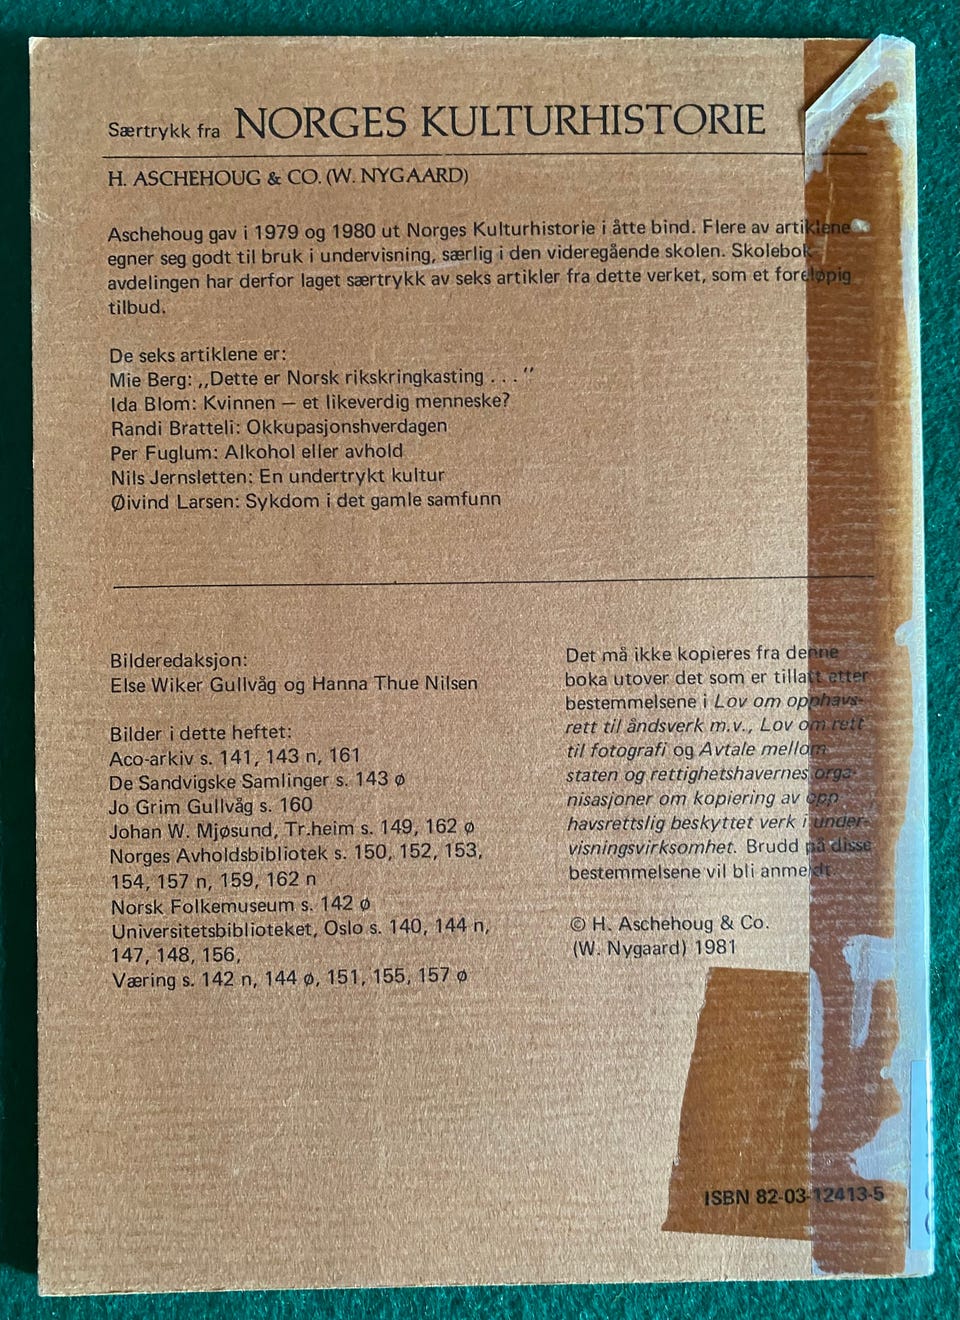 Særtrykk fra NORGES KULTURHISTORIE
H. ASCHEHOUG & CO. (W. NYGAARD)
Aschehoug gav i 1979 og 1980 ut Norges Kulturhistorie i åtte bind. Flere av artiklene
egner seg godt til bruk i undervisning, særlig i den videregående skolen. Skolebok-
avdelingen har derfor laget særtrykk av seks artikler fra dette verket, som et foreløpig
tilbud.
De seks artiklene er:
Mie Berg: ,,Dette er Norsk rikskringkasting . . .''
Ida Blom: Kvinnen – et likeverdig menneske?
Randi Bratteli: Okkupasjonshverdagen
Per Fuglum: Alkohol eller avhold
Nils Jernsletten: En undertrykt kultur
Øivind Larsen: Sykdom i det gamle samfunn
Bilderedaksjon:
Else Wiker Gullvåg og Hanna Thue Nilsen
Bilder i dette heftet:
Aco-arkiv s. 141, 143 n, 161
De Sandvigske Samlinger s. 143 ø
Jo Grim Gullvåg s. 160
Johan W. Mjøsund, Tr.heim s. 149, 162 ø
Norges Avholdsbibliotek s. 150, 152, 153,
154, 157 n, 159, 162 n
Norsk Folkemuseum s. 142 ø
Universitetsbiblioteket, Oslo s. 140, 144 n,
147, 148, 156,
Væring s. 142 n, 144 ø, 151, 155, 157 ø
Det må ikke kopieres fra denne
boka utover det som er tillatt etter
bestemmelsene i Lov om opphavs-
rett til åndsverk m.v., Lov om rett
til fotografi og Avtale mellom
staten og rettighetshavernes orga-
nisasjoner om kopiering av opp
havsrettslig beskyttet verk i under-
visningsvirksomhet. Brudd på disse
bestemmelsene vil bli anmeldt.
© H. Aschehoug & Co.
(W. Nygaard) 1981
ISBN 82-03-12413-5